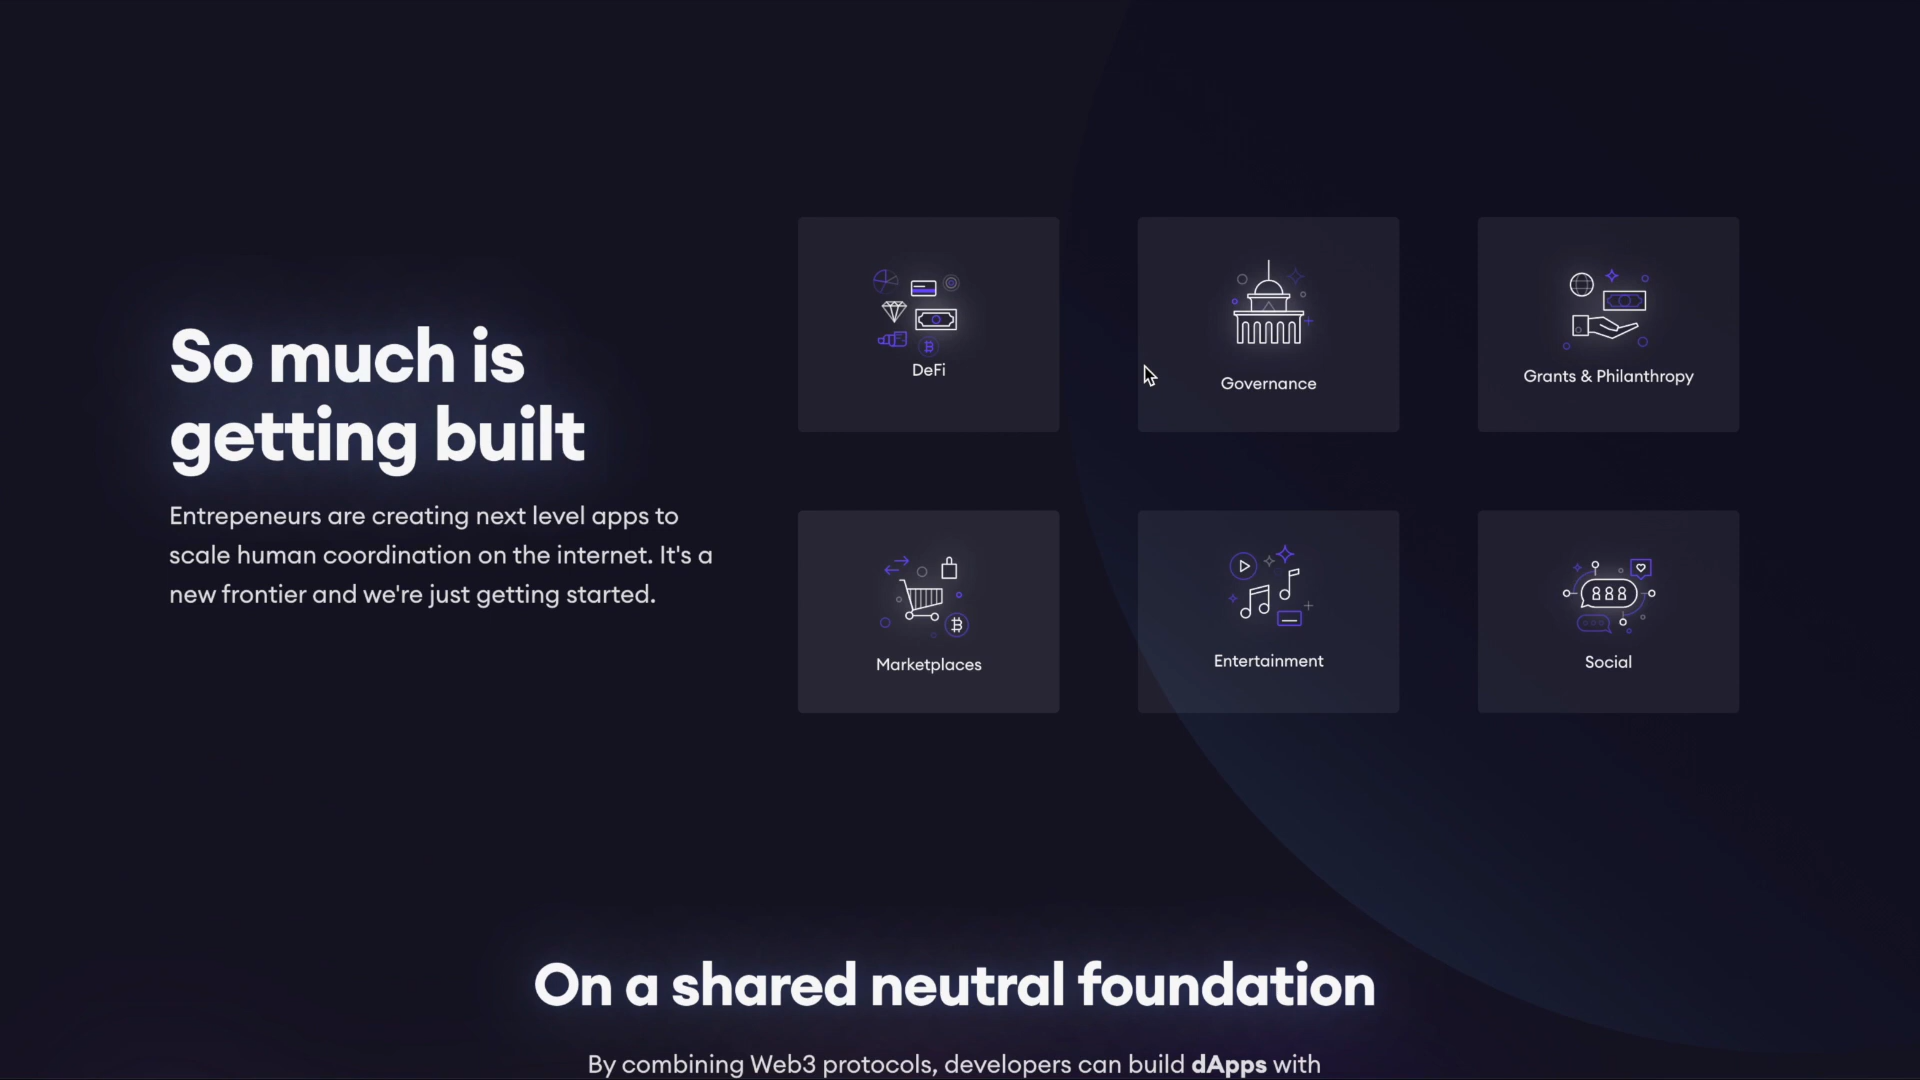 So much is
getting built
Entrepeneurs are creating next level apps to
scale human coordination on the internet. It's a
new frontier and we're just getting started.
DeFi
Governance
Grants & Philanthropy
Marketplaces
Entertainment
Social
On a shared neutral foundation
By combining Web3 protocols, developers can build dApps with